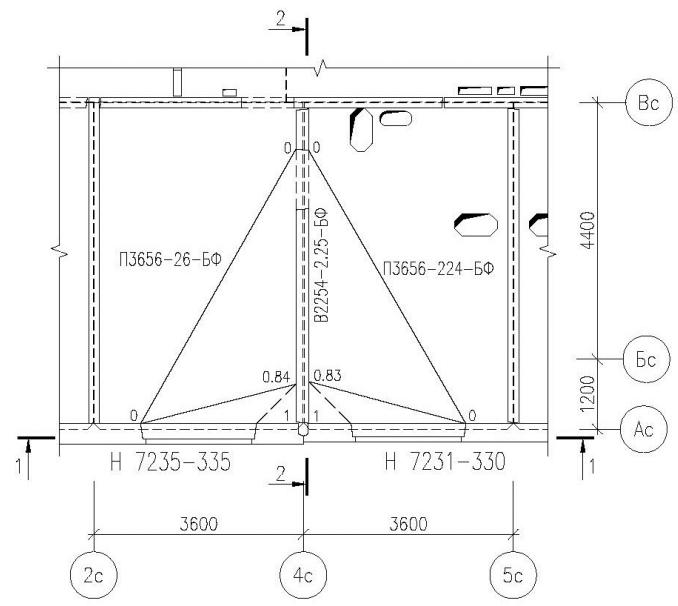 2
Вс
0 0
4400
П3656-26-БФ
В2254-2.25-БФ
П3656-224-БФ
Бс
0.84 0.83
1200
0 1 1 0
Ас
1 1
Н 7235-335
2
Н 7231-330
3600 3600
2с 4с 5с